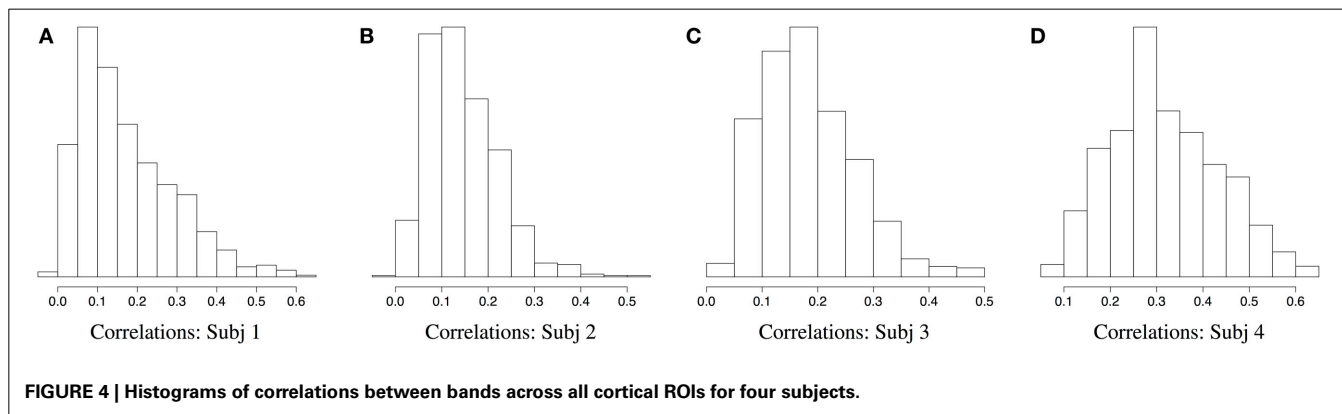 A
B
C
D
0.0 0.1 0.2 0.3 0.4 0.5 0.6
0.0 0.1 0.2 0.3 0.4 0.5
0.0 0.1 0.2 0.3 0.4 0.5
0.1 0.2 0.3 0.4 0.5 0.6
Correlations: Subj 1
Correlations: Subj 2
Correlations: Subj 3
Correlations: Subj 4
FIGURE 4 | Histograms of correlations between bands across all cortical ROIs for four subjects.